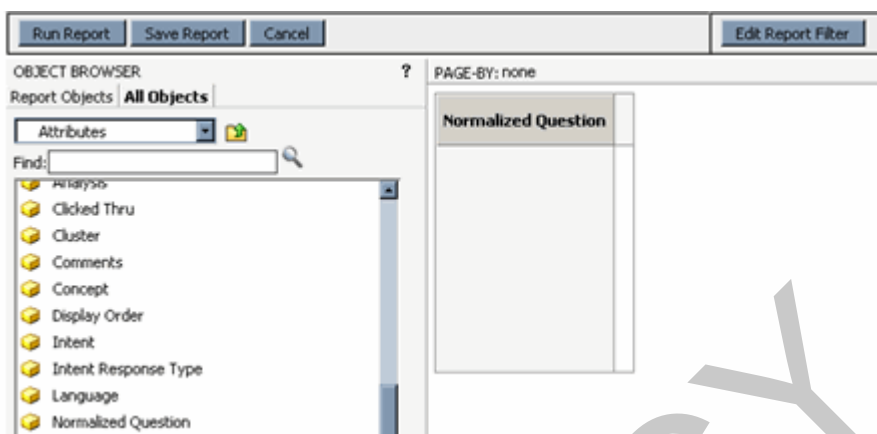 Run Report Save Report Cancel Edit Report Filter
OBJECT BROWSER ?
Report Objects All Objects
Attributes
Find:
Analysis
Clicked Thru
Cluster
Comments
Concept
Display Order
Intent
Intent Response Type
Language
Normalized Question
PAGE-BY: none
Normalized Question